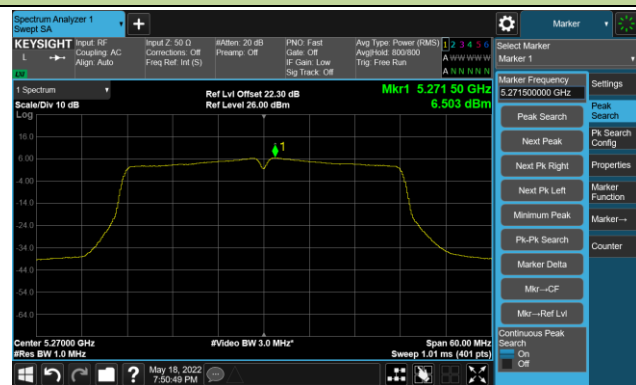 Spectrum Analyzer 1
Swept SA
Marker
KEYSIGHT
L
Input: RF
Coupling: AC
Align: Auto
Input Z: 50 Ω
Corrections: Off
Freq Ref: Int (S)
#Atten: 20 dB
Preamp: Off
PNO: Fast
Gate: Off
IF Gain: Low
Sig Track: Off
Avg Type: Power (RMS)
Avg|Hold: 800/800
Trig: Free Run
1 2 3 4 5 6
A W W W W W
A N N N N N
Select Marker
Marker 1
1 Spectrum
Scale/Div 10 dB
Log
Ref Lvl Offset 22.30 dB
Ref Level 26.00 dBm
Mkr1 5.271 50 GHz
6.503 dBm
16.0
6.00
-4.00
-14.0
-24.0
-34.0
-44.0
-54.0
-64.0
1
Center 5.27000 GHz
#Res BW 1.0 MHz
#Video BW 3.0 MHz*
Span 60.00 MHz
Sweep 1.01 ms (401 pts)
Marker Frequency
5.271500000 GHz
Peak Search
Next Peak
Next Pk Right
Next Pk Left
Minimum Peak
Pk-Pk Search
Marker Delta
Mkr→CF
Mkr→Ref Lvl
Continuous Peak
Search
On
Off
Settings
Peak
Search
Pk Search
Config
Properties
Marker
Function
Marker→
Counter
?
May 18, 2022
7:50:49 PM